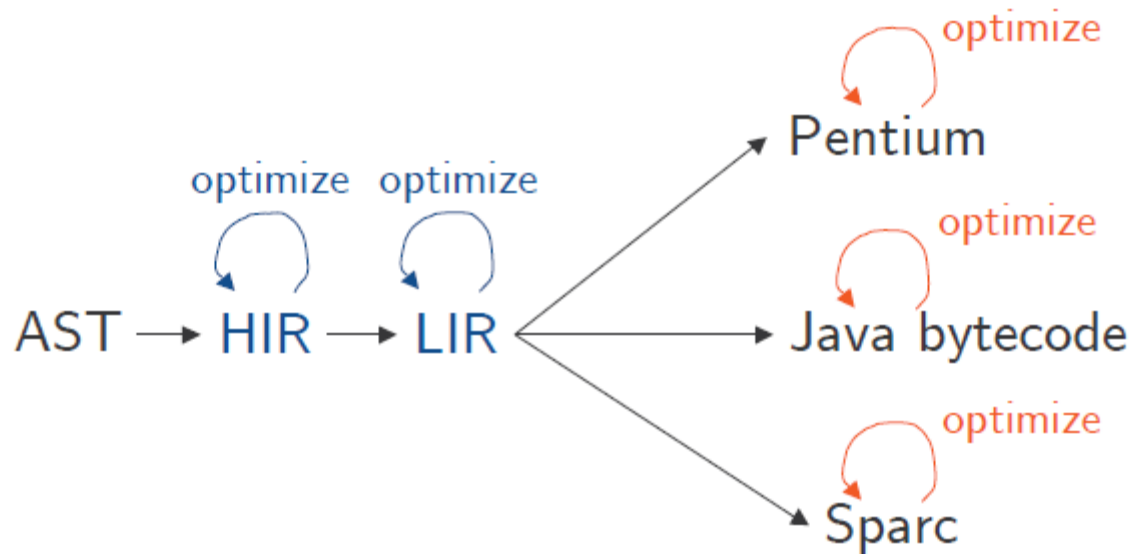 optimize
Pentium
optimize optimize
optimize
AST HIR LIR Java bytecode
optimize
Sparc